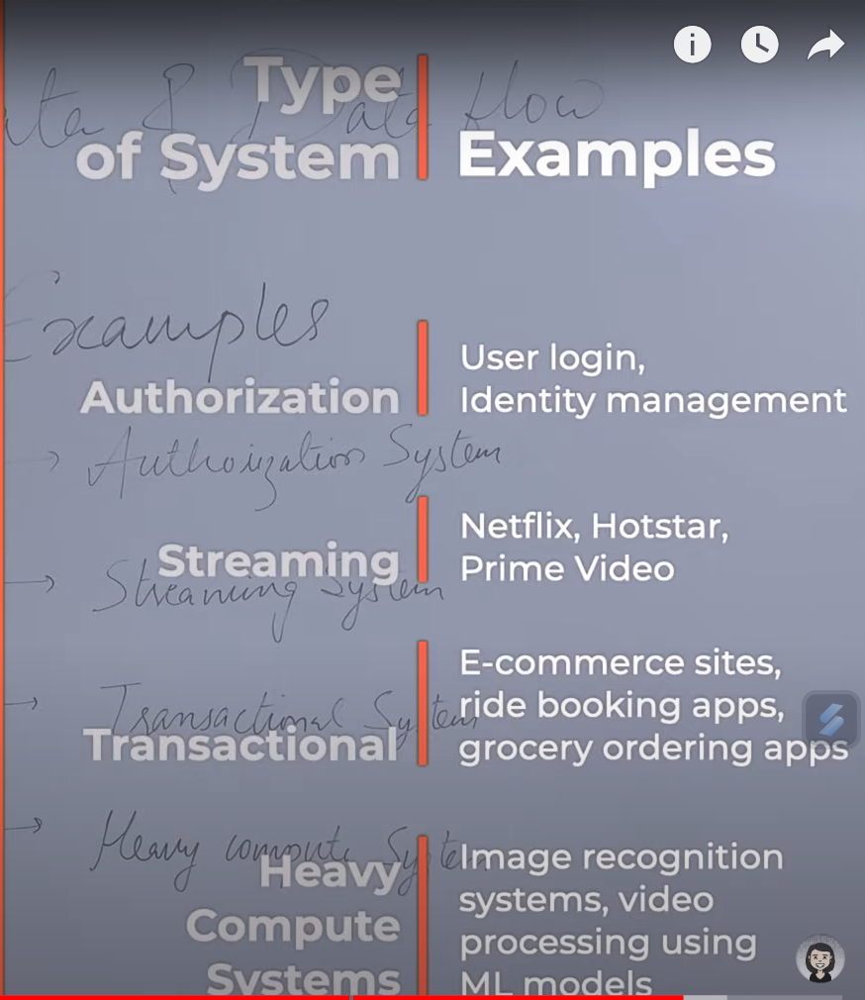 Data & Data flow
Type
of System
Examples
Examples
Authorization
User login,
Identity management
→ Authorization System
Streaming
Netflix, Hotstar,
Prime Video
→ Streaming System
→ Transactional System
Transactional
E-commerce sites,
ride booking apps,
grocery ordering apps
→ Heavy compute System
Heavy
Compute
Systems
Image recognition
systems, video
processing using
ML models